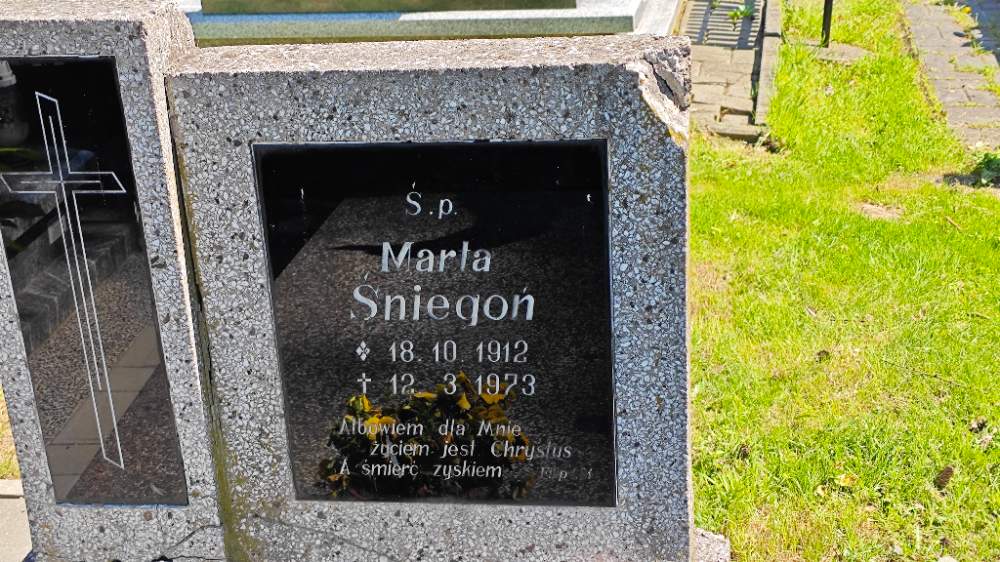 Ś.p.
Marta
Śniegoń
18.10.1912
12. 3.1973
Albowiem dla Mnie
życiem jest Chrystus
A śmierć zyskiem